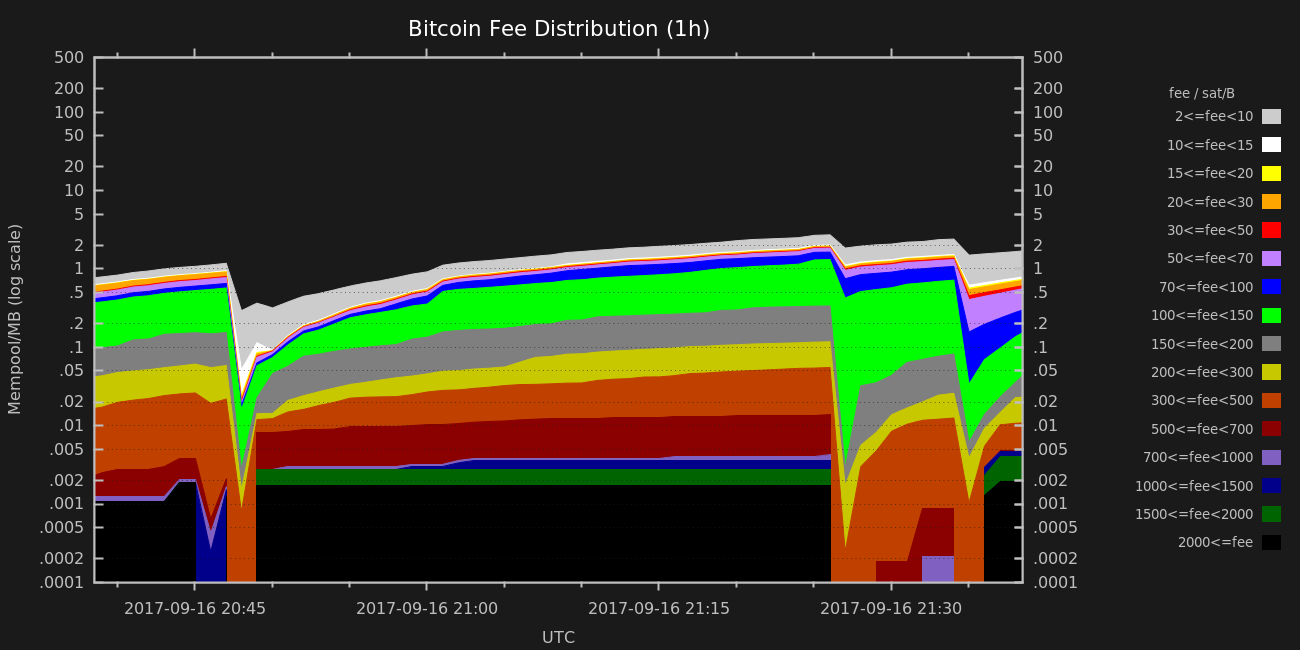 Bitcoin Fee Distribution (1h)
500 500
200 200
100 100
50 50
20 20
10 10
5 5
2 2
1 1
.5 .5
.2 .2
.1 .1
.05 .05
.02 .02
.01 .01
.005 .005
.002 .002
.001 .001
.0005 .0005
.0002 .0002
.0001 .0001
Mempool/MB (log scale)
2017-09-16 20:45 2017-09-16 21:00 2017-09-16 21:15 2017-09-16 21:30
UTC
fee / sat/B
2<=fee<10
10<=fee<15
15<=fee<20
20<=fee<30
30<=fee<50
50<=fee<70
70<=fee<100
100<=fee<150
150<=fee<200
200<=fee<300
300<=fee<500
500<=fee<700
700<=fee<1000
1000<=fee<1500
1500<=fee<2000
2000<=fee